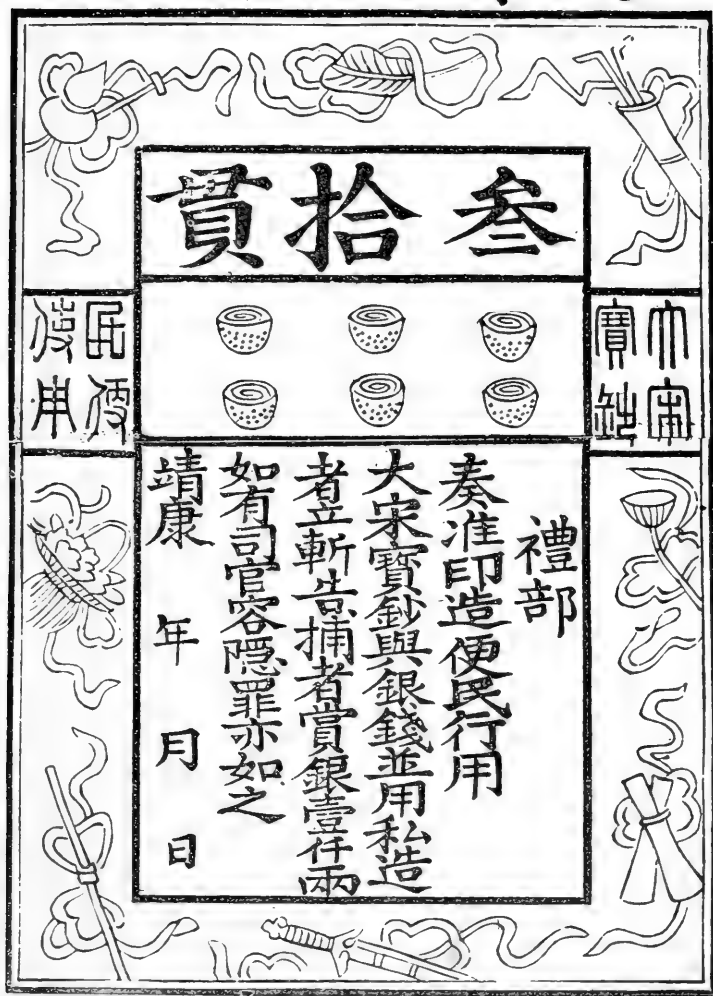 叁拾貫
大宋
寶鈔
民便
使用
禮部
奏准印造便民行用
大宋寶鈔與銀錢並用私造
者立斬告捕者賞銀壹仟兩
如有司官容隠罪亦如之
靖康 年 月 日